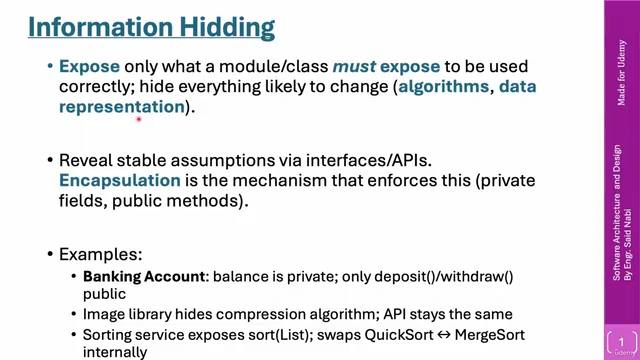 Information Hidding
• Expose only what a module/class must expose to be used
correctly; hide everything likely to change (algorithms, data
representation).
• Reveal stable assumptions via interfaces/APIs.
Encapsulation is the mechanism that enforces this (private
fields, public methods).
• Examples:
• Banking Account: balance is private; only deposit()/withdraw()
public
• Image library hides compression algorithm; API stays the same
• Sorting service exposes sort(List); swaps QuickSort ↔ MergeSort
internally
Made for Udemy
Software Architecture and Design
By Engr. Said Nabi
1
Udemy